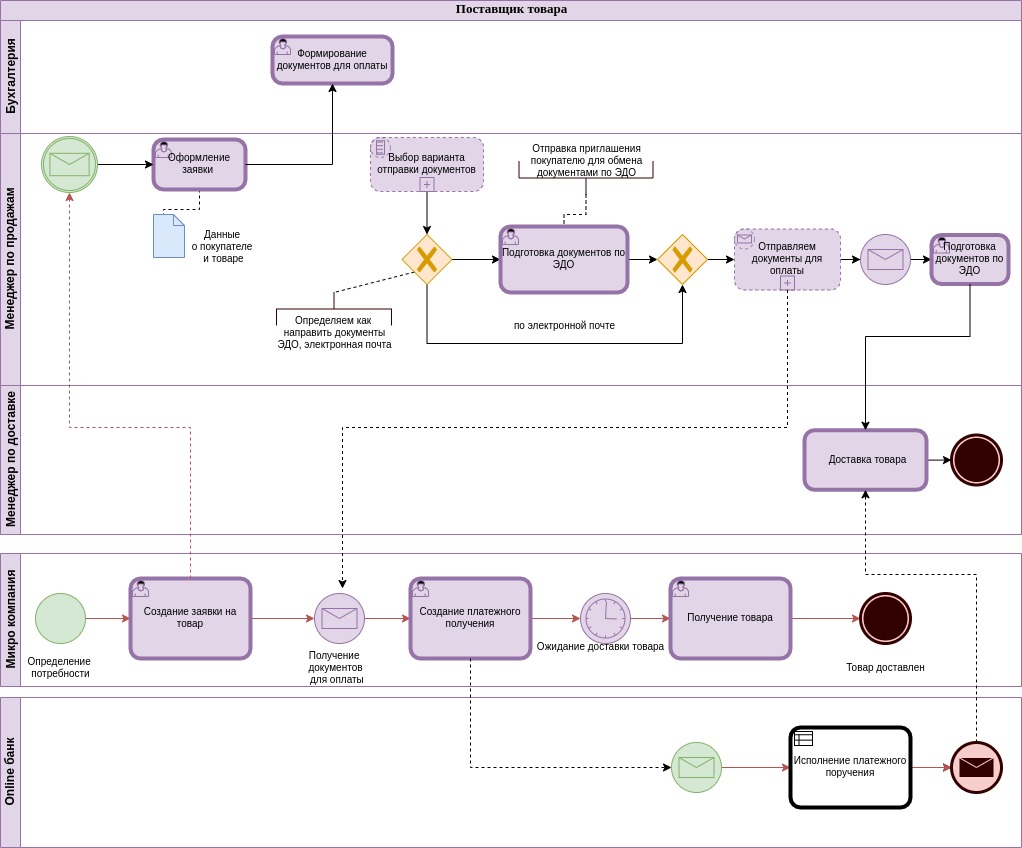 Поставщик товара
Бухгалтерия
Формирование
документов для оплаты
Менеджер по продажам
Оформление
заявки
Данные
о покупателе
и товаре
Выбор варианта
отправки документов
Отправка приглашения
покупателю для обмена
документами по ЭДО
Подготовка документов по
ЭДО
Отправляем
документы для
оплаты
Подготовка
документов по
ЭДО
Определяем как
направить документы
ЭДО, электронная почта
по электронной почте
Менеджер по доставке
Доставка товара
Микро компания
Определение
потребности
Создание заявки на
товар
Получение
документов
для оплаты
Создание платежного
получения
Ожидание доставки товара
Получение товара
Товар доставлен
Online банк
Исполнение платежного
поручения